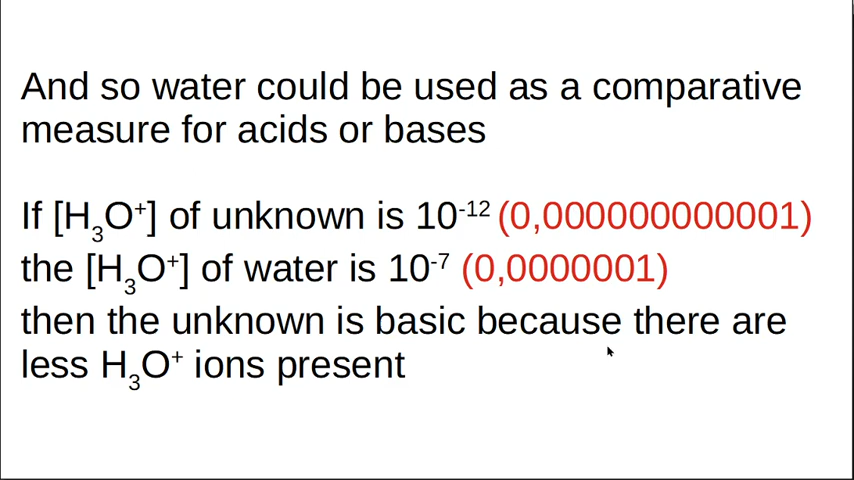 And so water could be used as a comparative
measure for acids or bases
If [H₃O⁺] of unknown is 10⁻¹² (0,000000000001)
the [H₃O⁺] of water is 10⁻⁷ (0,0000001)
then the unknown is basic because there are
less H₃O⁺ ions present